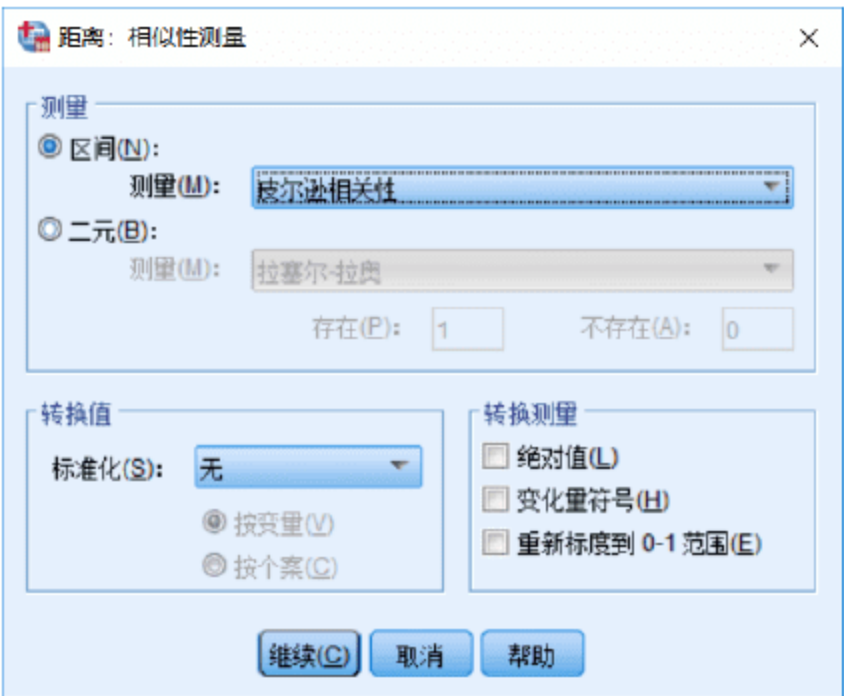 距离：相似性测量
测量
区间(N)：
测量(M)： 皮尔逊相关性
二元(B)：
测量(M)： 拉塞尔-拉奥
存在(P)： 1 不存在(A)： 0
转换值
标准化(S)： 无
按变量(V)
按个案(C)
转换测量
绝对值(L)
变化量符号(H)
重新标度到 0-1 范围(E)
继续(C) 取消 帮助